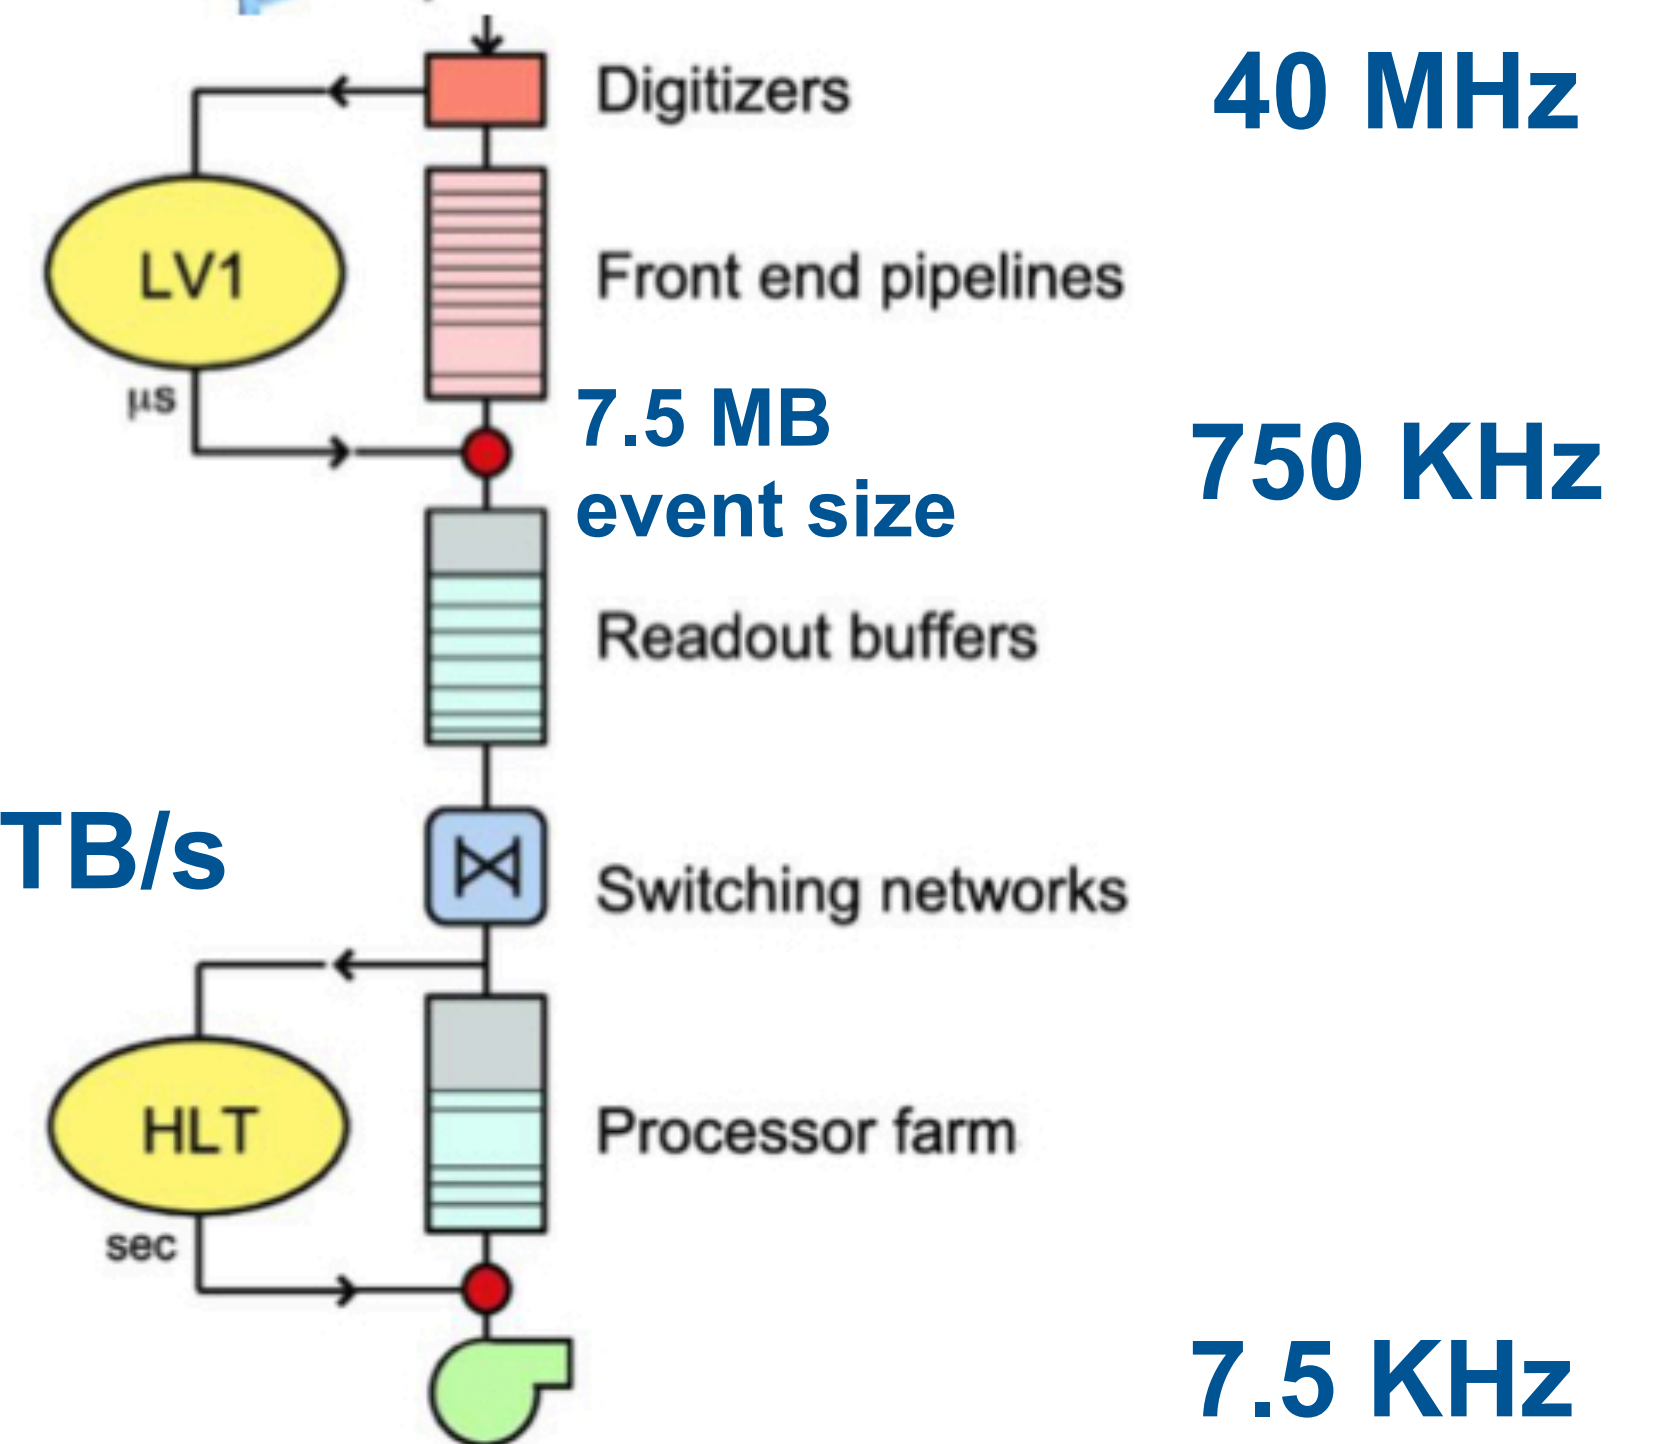 Digitizers
40 MHz
LV1
Front end pipelines
μs
7.5 MB
event size
750 KHz
Readout buffers
TB/s
Switching networks
HLT
Processor farm
sec
7.5 KHz